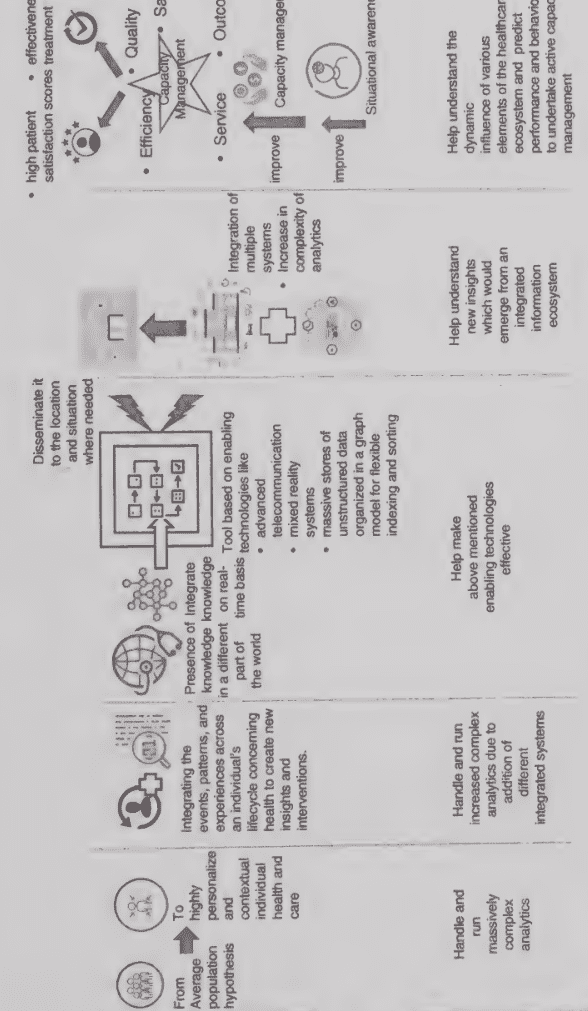 From
Average
population
hypothesis
To
highly
personalize
and
contextual
individual
health and
care
Handle and
run
massively
complex
analytics
Integrating the
events, patterns, and
experiences across
an individual's
lifecycle concerning
health to create new
insights and
interventions.
Handle and run
increased complex
analytics due to
addition of
different
integrated systems
Disseminate it
to the location
and situation
where needed
Presence of
knowledge
in a different
part of
the world
Integrate
knowledge
on real-
time basis
Tool based on enabling
technologies like
• advanced
telecommunication
• mixed reality
systems
• massive stores of
unstructured data
organized in a graph
model for flexible
indexing and sorting
Help make
above mentioned
enabling technologies
effective
• Integration of
multiple
systems
• Increase in
complexity of
analytics
Help understand
new insights
which would
emerge from an
integrated
information
ecosystem
• high patient
satisfaction scores
•
treatment
• Efficiency
• Quality
Capacity
Management
• Service
•
improve
Capacity
improve
Situational
Help understand the
dynamic
influence of various
elements of the
ecosystem and predict
performance and
to undertake active
management